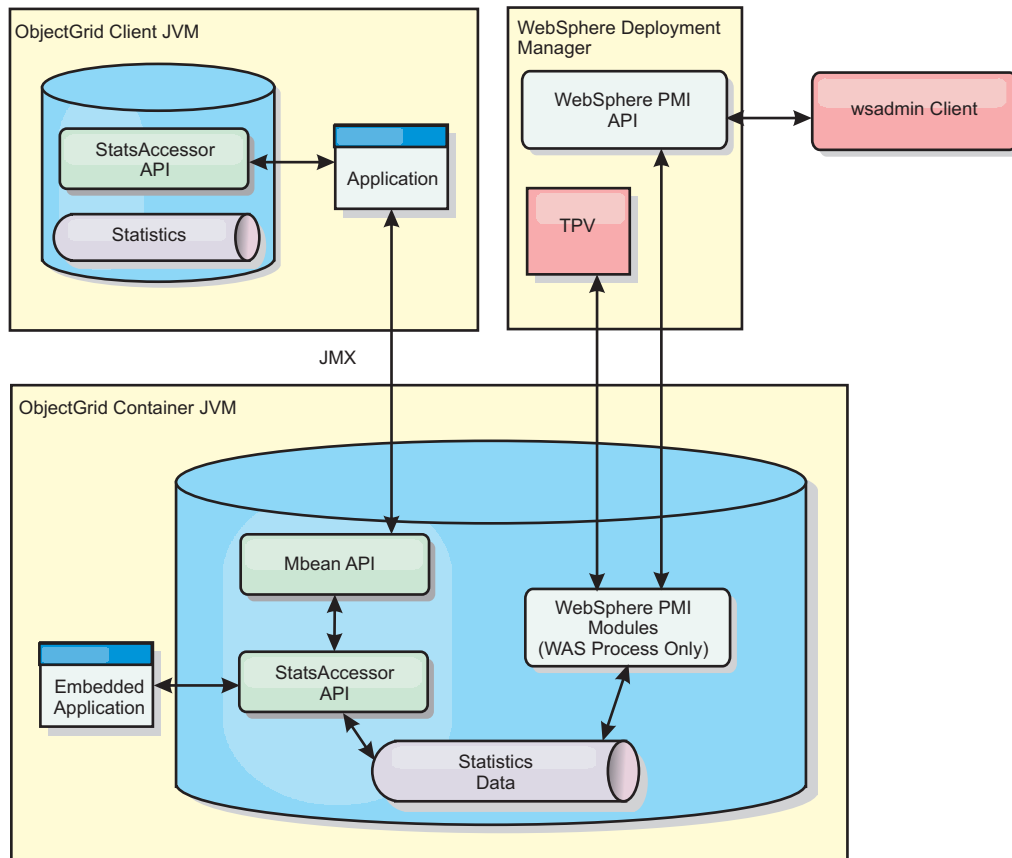 ObjectGrid Client JVM
StatsAccessor
API
Statistics
Application
WebSphere Deployment
Manager
WebSphere PMI
API
wsadmin Client
TPV
JMX
ObjectGrid Container JVM
Mbean API
StatsAccessor
API
Embedded
Application
WebSphere PMI
Modules
(WAS Process Only)
Statistics
Data